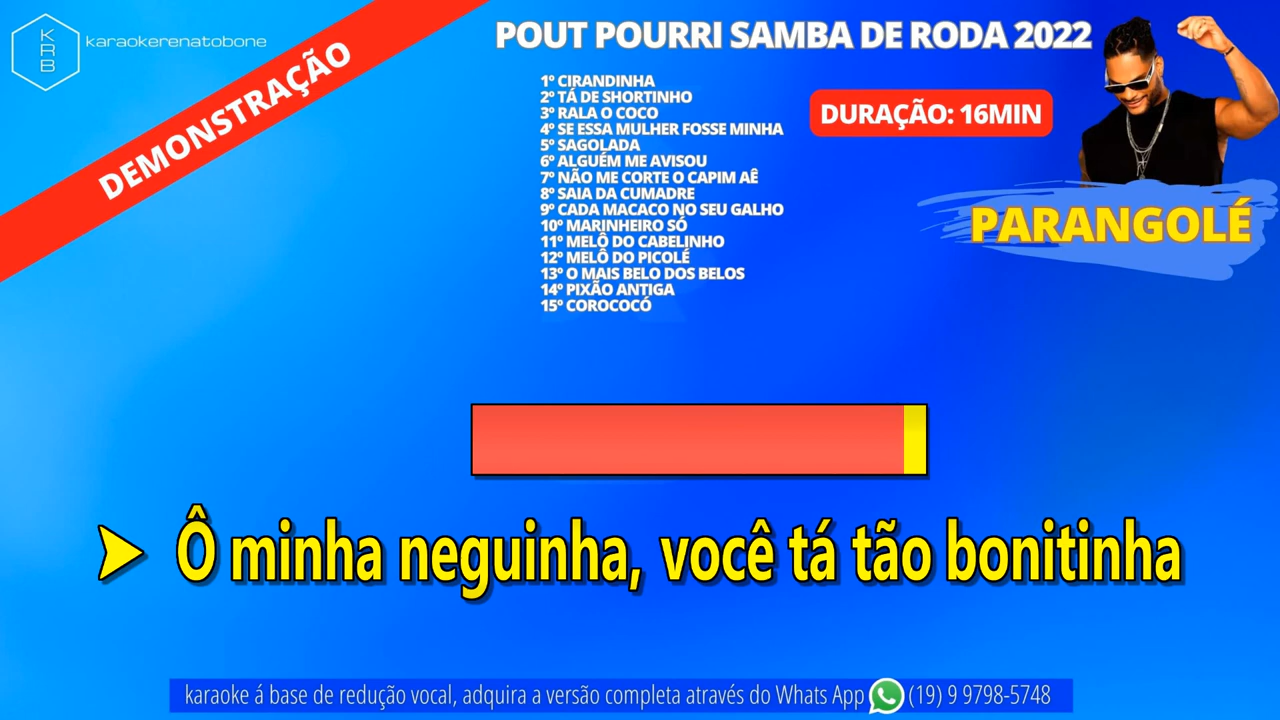 KRB
karaokerenatobone
DEMONSTRAÇÃO
POUT POURRI SAMBA DE RODA 2022
1º CIRANDINHA
2º TÁ DE SHORTINHO
3º RALA O COCO
4º SE ESSA MULHER FOSSE MINHA
5º SAGOLADA
6º ALGUÉM ME AVISOU
7º NÃO ME CORTE O CAPIM AÊ
8º SAIA DA CUMADRE
9º CADA MACACO NO SEU GALHO
10º MARINHEIRO SÓ
11º MELÔ DO CABELINHO
12º MELÔ DO PICOLÉ
13º O MAIS BELO DOS BELOS
14º PIXÃO ANTIGA
15º COROCOCÓ
DURAÇÃO: 16MIN
PARANGOLÉ
Ô minha neguinha, você tá tão bonitinha
karaoke á base de redução vocal, adquira a versão completa através do Whats App (19) 9 9798-5748